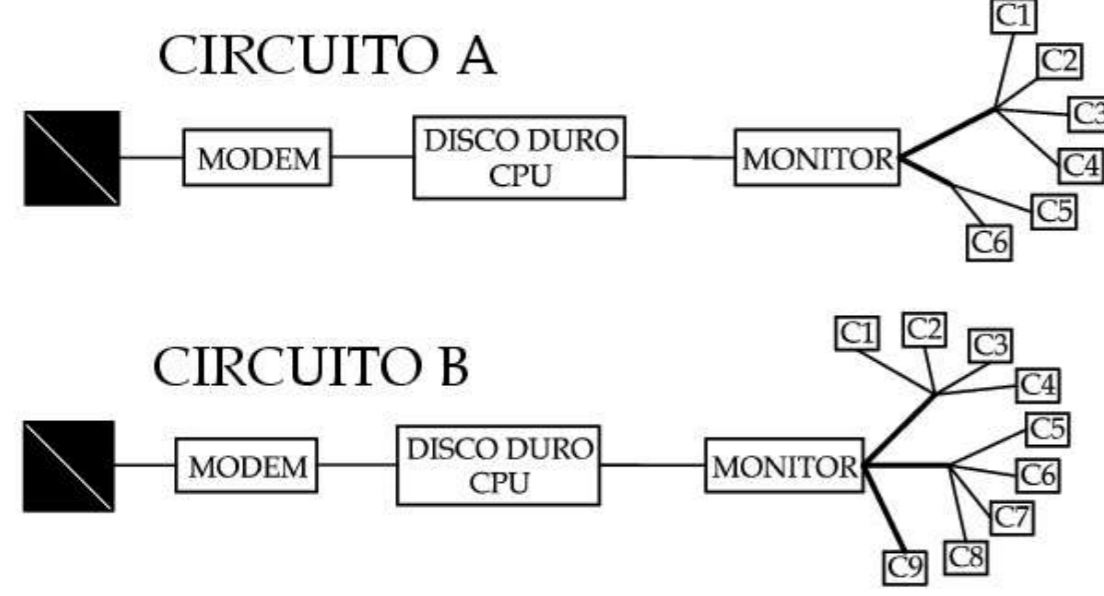 CIRCUITO A
MODEM
DISCO DURO
CPU
MONITOR
C1
C2
C3
C4
C5
C6
CIRCUITO B
MODEM
DISCO DURO
CPU
MONITOR
C1
C2
C3
C4
C5
C6
C7
C8
C9